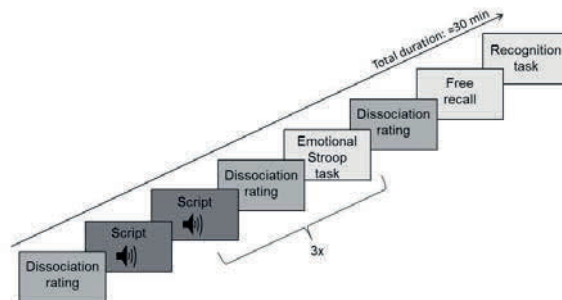 Total duration: ≈30 min
Recognition
task
Free
recall
Dissociation
rating
Emotional
Stroop
task
Dissociation
rating
Script
Script
Dissociation
rating
3x